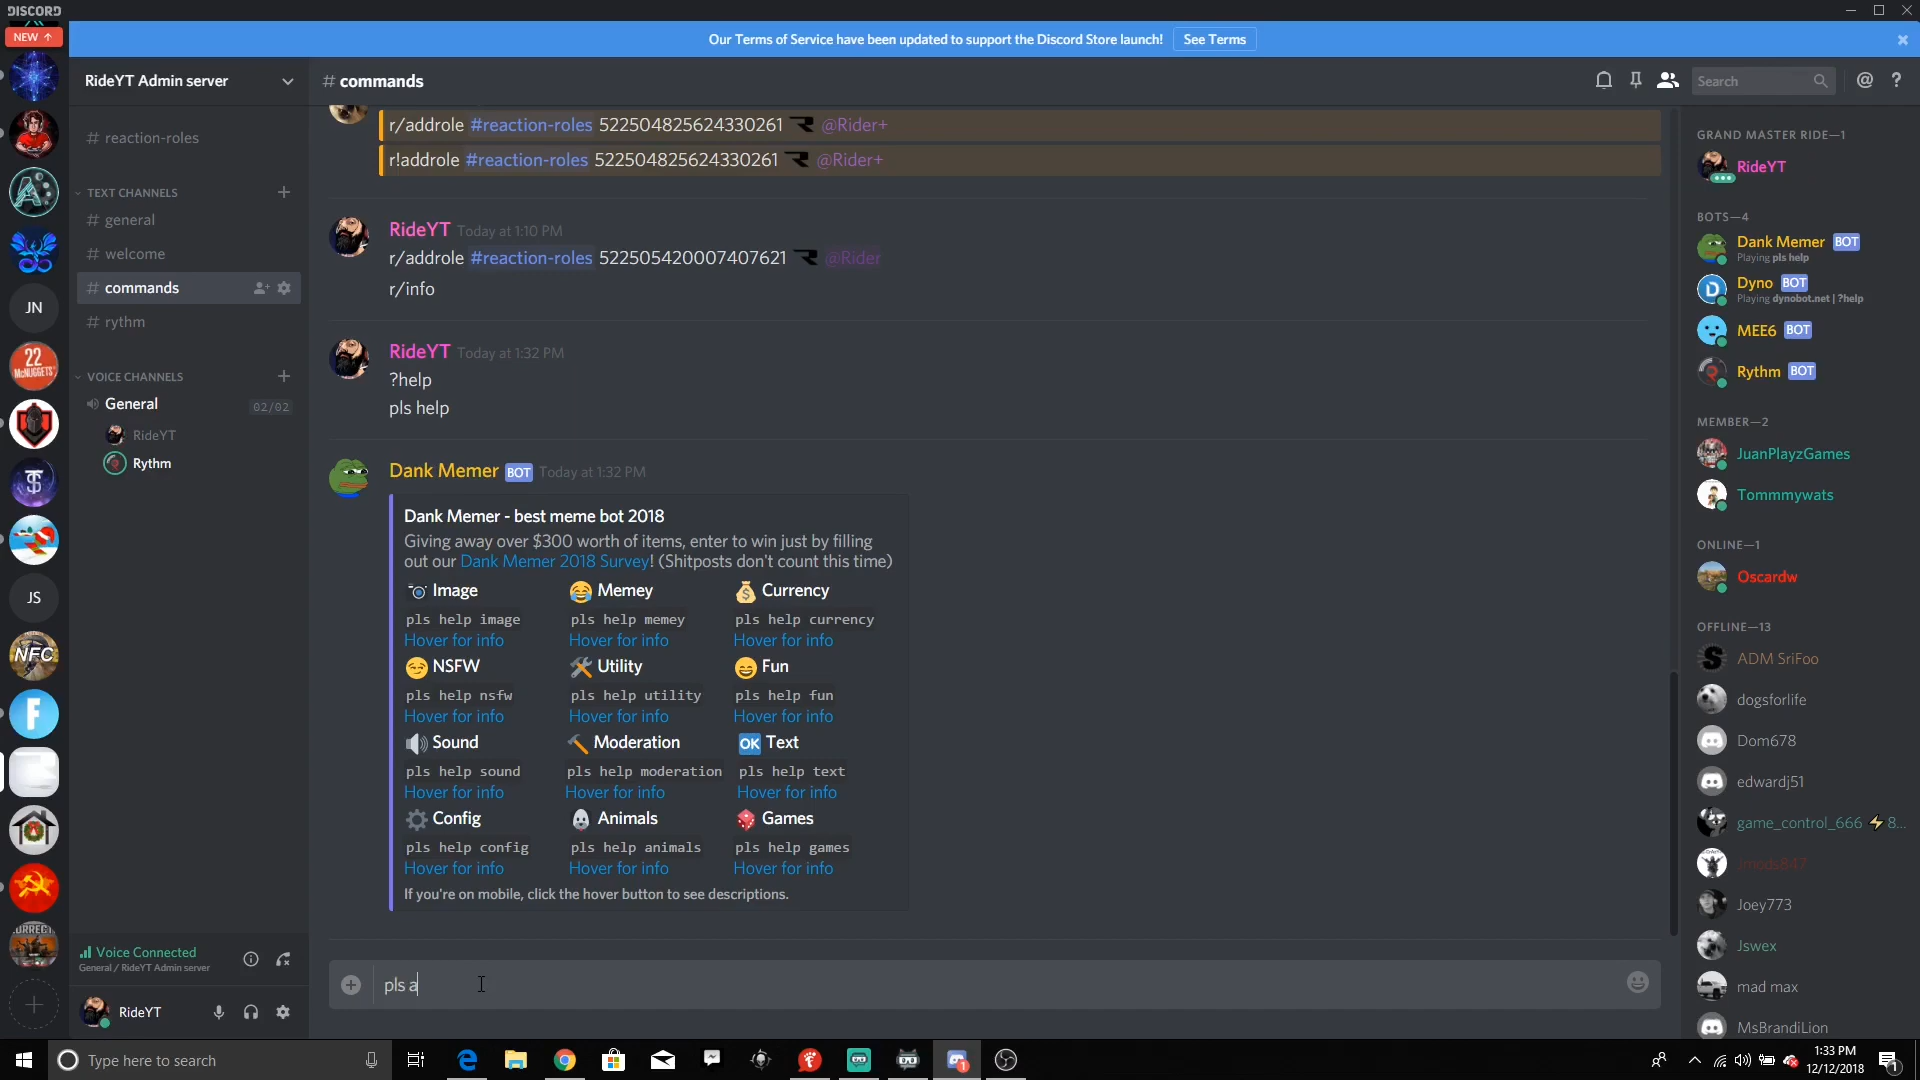 DISCORD
NEW ↑
Our Terms of Service have been updated to support the Discord Store launch!
See Terms
RideYT Admin server
# reaction-roles
TEXT CHANNELS
# general
# welcome
# commands
# rythm
VOICE CHANNELS
General
02/02
RideYT
Rythm
Voice Connected
General / RideYT Admin server
RideYT
JN
22
McNUGGETS
NFC
F
JS
# commands
Search
r/addrole #reaction-roles 522504825624330261 @Rider+
r!addrole #reaction-roles 522504825624330261 @Rider+
RideYT Today at 1:10 PM
r/addrole #reaction-roles 522505420007407621 @Rider
r/info
RideYT Today at 1:32 PM
?help
pls help
Dank Memer BOT Today at 1:32 PM
Dank Memer - best meme bot 2018
Giving away over $300 worth of items, enter to win just by filling
out our Dank Memer 2018 Survey! (Shitposts don't count this time)
Image Memey Currency
pls help image pls help memey pls help currency
Hover for info Hover for info Hover for info
NSFW Utility Fun
pls help nsfw pls help utility pls help fun
Hover for info Hover for info Hover for info
Sound Moderation OK Text
pls help sound pls help moderation pls help text
Hover for info Hover for info Hover for info
Config Animals Games
pls help config pls help animals pls help games
Hover for info Hover for info Hover for info
If you're on mobile, click the hover button to see descriptions.
pls a
GRAND MASTER RIDE—1
RideYT
BOTS—4
Dank Memer BOT
Playing pls help
Dyno BOT
Playing dynobot.net | ?help
MEE6 BOT
Rythm BOT
MEMBER—2
JuanPlayzGames
Tommmywats
ONLINE—1
Oscardw
OFFLINE—13
ADM SriFoo
dogsforlife
Dom678
edwardj51
game_control_666 ⚡8...
Jmods847
Joey773
Jswex
mad max
MsBrandiLion
Type here to search
1:33 PM
12/12/2018